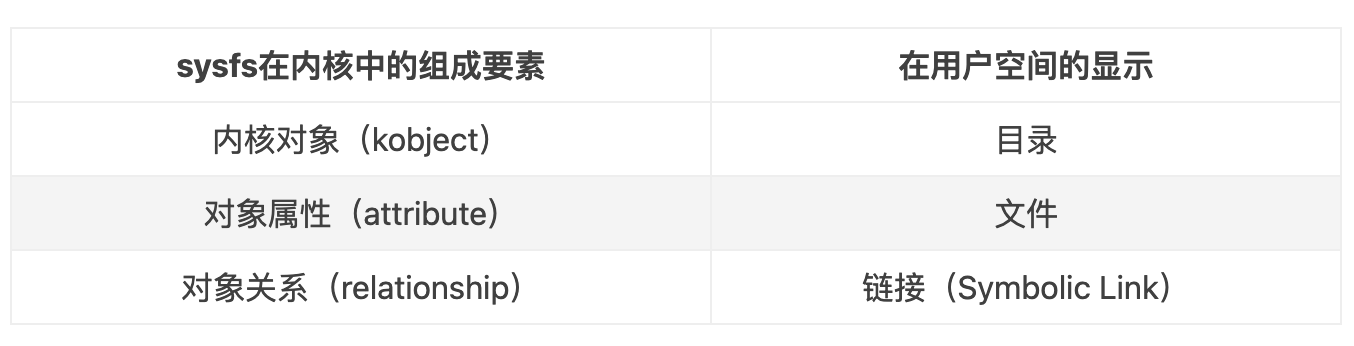 sysfs在内核中的组成要素 在用户空间的显示
内核对象（kobject） 目录
对象属性（attribute） 文件
对象关系（relationship） 链接（Symbolic Link）